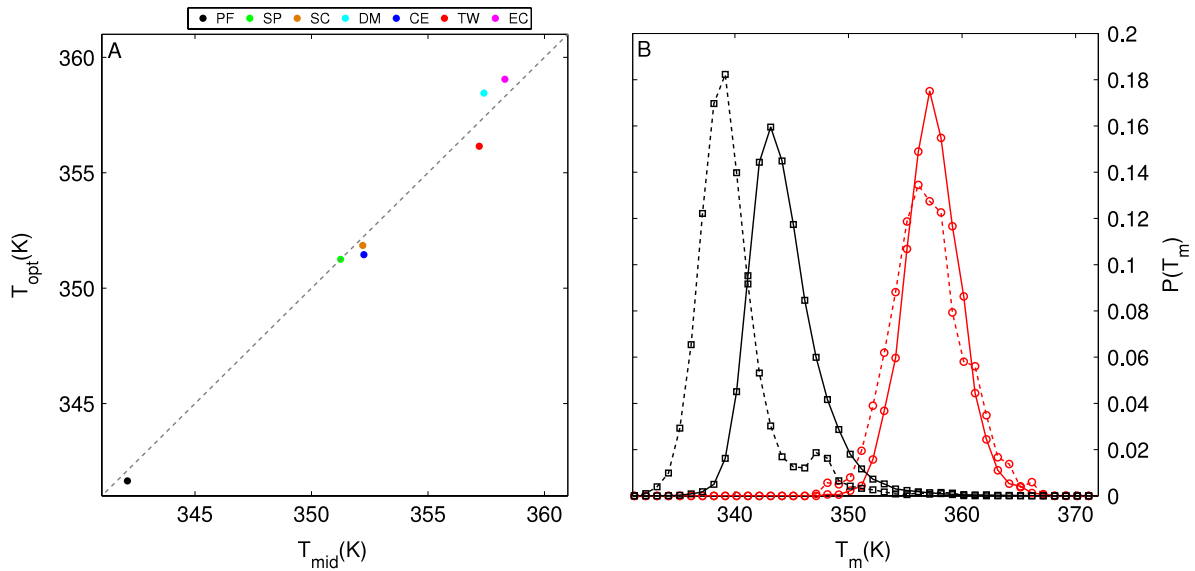 PF SP SC DM CE TW EC
A
360
355
350
345
T_opt(K)
345 350 355 360
T_mid(K)
B
0.2
0.18
0.16
0.14
0.12
0.1
0.08
0.06
0.04
0.02
0
P(T_m)
340 350 360 370
T_m(K)